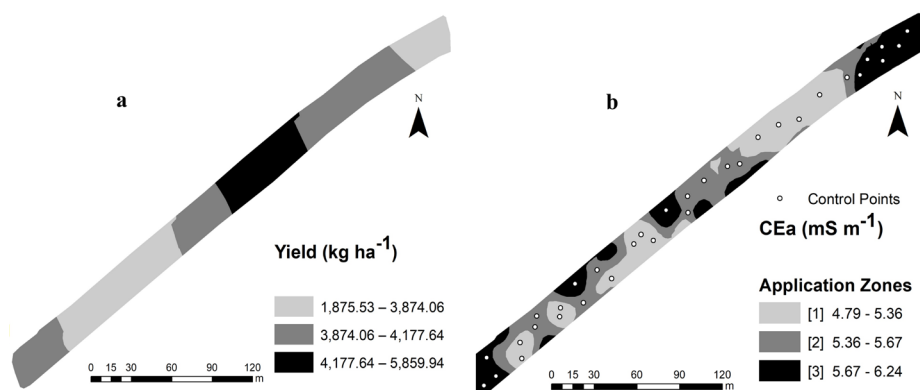 a
N
Yield (kg ha-1)
1,875.53 – 3,874.06
3,874.06 – 4,177.64
4,177.64 – 5,859.94
0 15 30 60 90 120
m
b
N
Control Points
CEa (mS m-1)
Application Zones
[1] 4.79 - 5.36
[2] 5.36 - 5.67
[3] 5.67 - 6.24
0 15 30 60 90 120
m